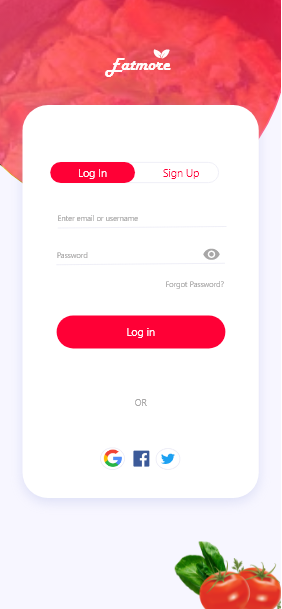 Eatmore
Log In
Sign Up
Enter email or username
Password
Forgot Password?
Log in
OR